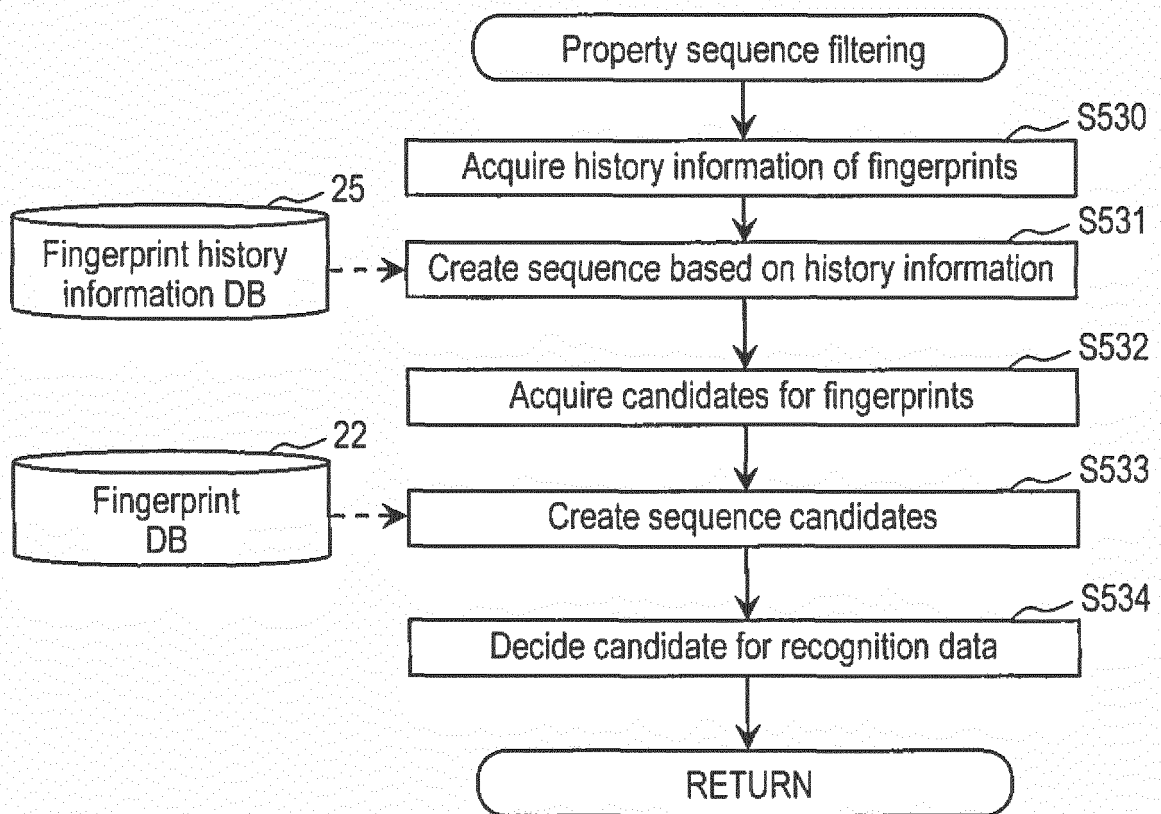 Property sequence filtering
S530
Acquire history information of fingerprints
25
S531
Fingerprint history
information DB
Create sequence based on history information
S532
Acquire candidates for fingerprints
22
S533
Fingerprint
DB
Create sequence candidates
S534
Decide candidate for recognition data
RETURN